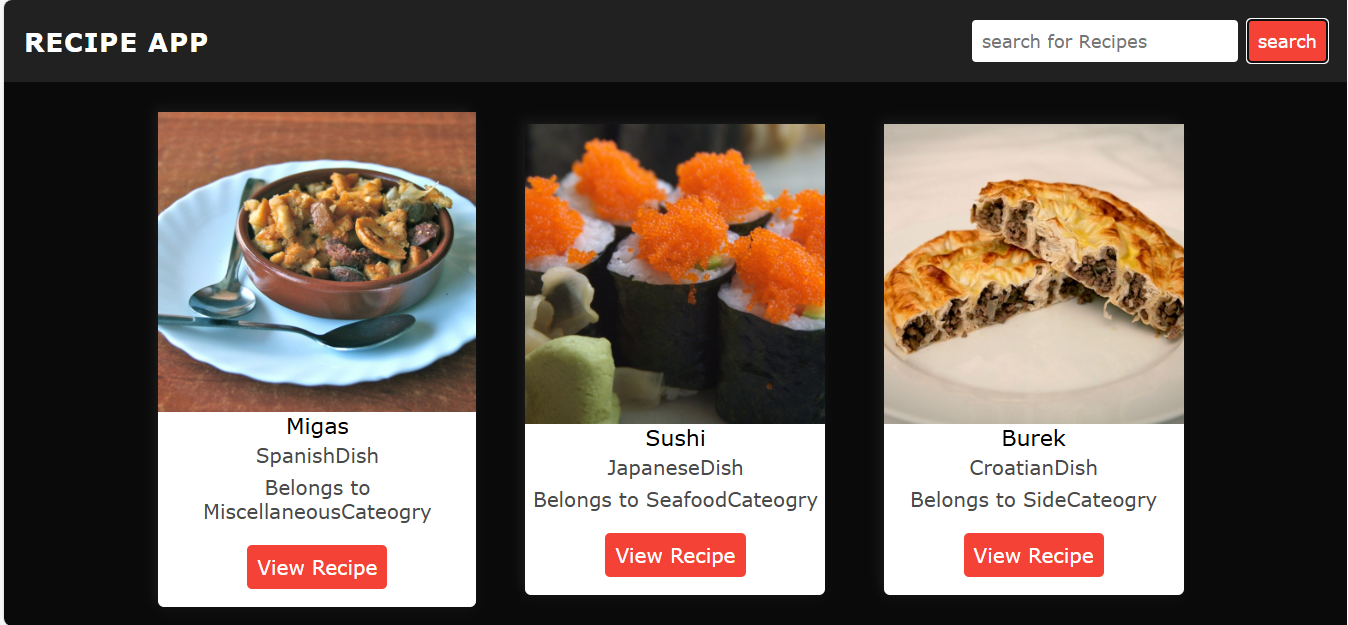 RECIPE APP
search for Recipes
search
Migas
SpanishDish
Belongs to
MiscellaneousCateogry
View Recipe
Sushi
JapaneseDish
Belongs to SeafoodCateogry
View Recipe
Burek
CroatianDish
Belongs to SideCateogry
View Recipe